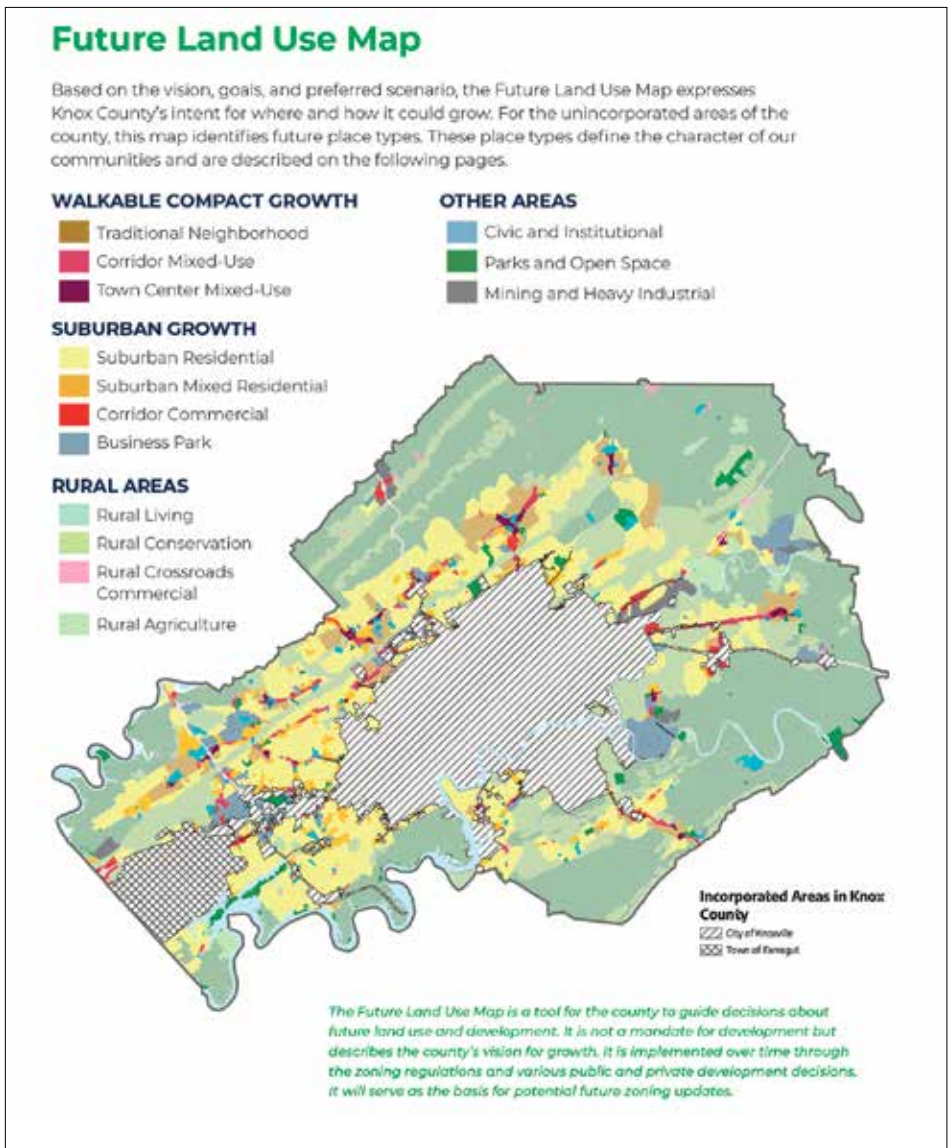 Future Land Use Map
Based on the vision, goals, and preferred scenario, the Future Land Use Map expresses
Knox County's intent for where and how it could grow. For the unincorporated areas of the
county, this map identifies future place types. These place types define the character of our
communities and are described on the following pages.
WALKABLE COMPACT GROWTH
Traditional Neighborhood
Corridor Mixed-Use
Town Center Mixed-Use
SUBURBAN GROWTH
Suburban Residential
Suburban Mixed Residential
Corridor Commercial
Business Park
RURAL AREAS
Rural Living
Rural Conservation
Rural Crossroads
Commercial
Rural Agriculture
OTHER AREAS
Civic and Institutional
Parks and Open Space
Mining and Heavy Industrial
Incorporated Areas in Knox
County
City of Knoxville
Town of Farragut
The Future Land Use Map is a tool for the county to guide decisions about
future land use and development. It is not a mandate for development but
describes the county's vision for growth. It is implemented over time through
the zoning regulations and various public and private development decisions.
It will serve as the basis for potential future zoning updates.